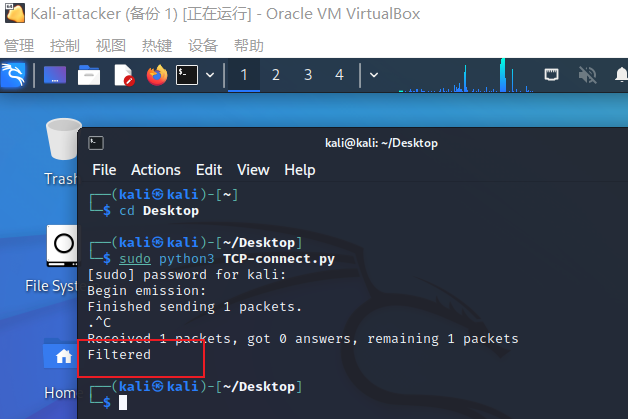 Kali-attacker (备份 1) [正在运行] - Oracle VM VirtualBox
管理 控制 视图 热键 设备 帮助
1 2 3 4
kali@kali: ~/Desktop
File Actions Edit View Help
Trash
File Sys
Home
┌──(kali㉿kali)-[~]
└─$ cd Desktop
┌──(kali㉿kali)-[~/Desktop]
└─$ sudo python3 TCP-connect.py
[sudo] password for kali:
Begin emission:
Finished sending 1 packets.
.^C
Received 1 packets, got 0 answers, remaining 1 packets
Filtered
┌──(kali㉿kali)-[~/Desktop]
└─$